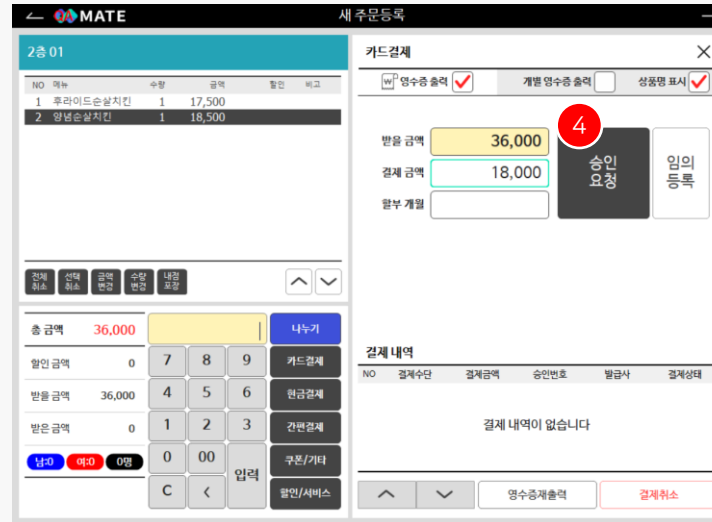 MATE 새 주문등록
2층 01
NO 메뉴 수량 금액 할인 비고
1 후라이드순살치킨 1 17,500
2 양념순살치킨 1 18,500
전체 취소 선택 취소 금액 변경 수량 변경 내점 포장
총 금액 36,000
할인 금액 0
받을 금액 36,000
받은 금액 0
남:0 여:0 0명
7 8 9
4 5 6
1 2 3
0 00 입력
C
나누기
카드결제
현금결제
간편결제
쿠폰/기타
할인/서비스
카드결제
영수증 출력 개별 영수증 출력 상품명 표시
4
받을 금액 36,000
결제 금액 18,000
할부 개월
승인
요청
임의
등록
결제 내역
NO 결제수단 결제금액 승인번호 발급사 결제상태
결제 내역이 없습니다
영수증재출력 결제취소